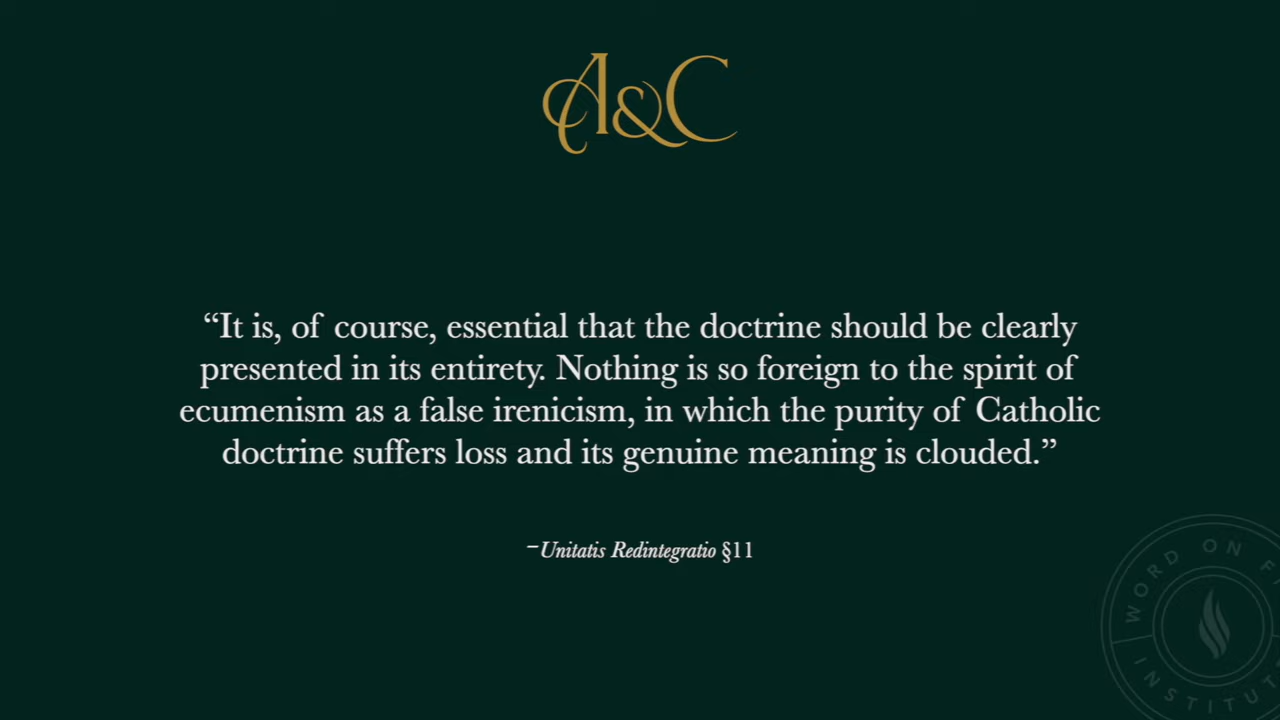 A&C
“It is, of course, essential that the doctrine should be clearly
presented in its entirety. Nothing is so foreign to the spirit of
ecumenism as a false irenicism, in which the purity of Catholic
doctrine suffers loss and its genuine meaning is clouded.”
–Unitatis Redintegratio §11
WORD ON